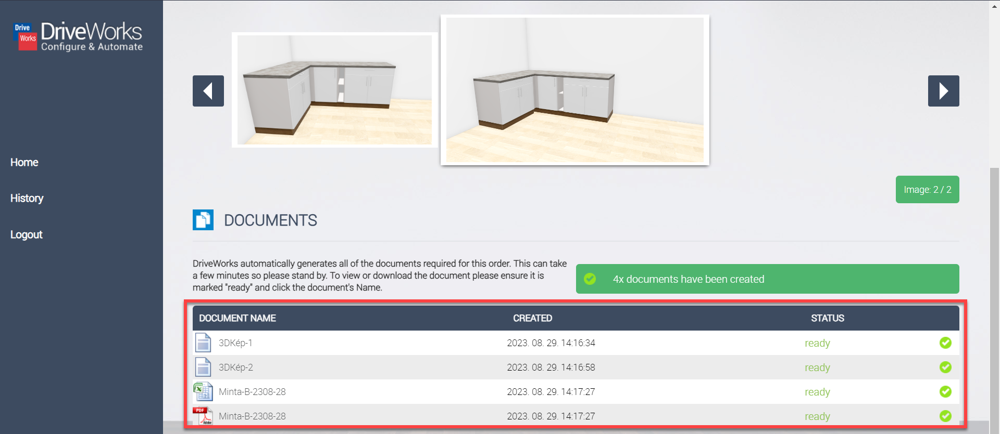 Drive
Works
DriveWorks
Configure & Automate
Home
History
Logout
Image: 2 / 2
DOCUMENTS
DriveWorks automatically generates all of the documents required for this order. This can take
a few minutes so please stand by. To view or download the document please ensure it is
marked "ready" and click the document's Name.
4x documents have been created
DOCUMENT NAME CREATED STATUS
3DKép-1 2023. 08. 29. 14:16:34 ready
3DKép-2 2023. 08. 29. 14:16:58 ready
Minta-B-2308-28 2023. 08. 29. 14:17:27 ready
PDF
Adobe
Minta-B-2308-28 2023. 08. 29. 14:17:27 ready